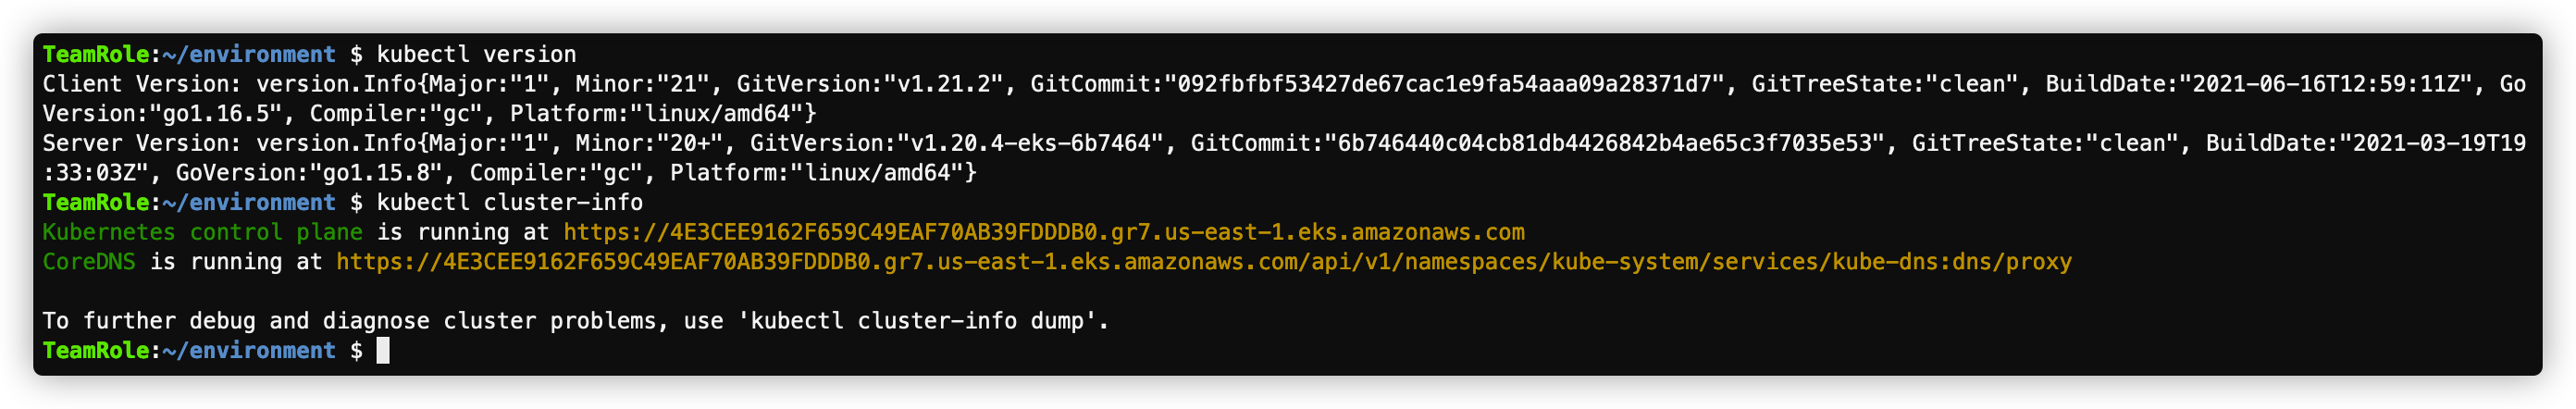 TeamRole:~/environment $ kubectl version
Client Version: version.Info{Major:"1", Minor:"21", GitVersion:"v1.21.2", GitCommit:"092fbfbf53427de67cac1e9fa54aaa09a28371d7", GitTreeState:"clean", BuildDate:"2021-06-16T12:59:11Z", Go
Version:"go1.16.5", Compiler:"gc", Platform:"linux/amd64"}
Server Version: version.Info{Major:"1", Minor:"20+", GitVersion:"v1.20.4-eks-6b7464", GitCommit:"6b746440c04cb81db4426842b4ae65c3f7035e53", GitTreeState:"clean", BuildDate:"2021-03-19T19
:33:03Z", GoVersion:"go1.15.8", Compiler:"gc", Platform:"linux/amd64"}
TeamRole:~/environment $ kubectl cluster-info
Kubernetes control plane is running at https://4E3CEE9162F659C49EAF70AB39FDDDB0.gr7.us-east-1.eks.amazonaws.com
CoreDNS is running at https://4E3CEE9162F659C49EAF70AB39FDDDB0.gr7.us-east-1.eks.amazonaws.com/api/v1/namespaces/kube-system/services/kube-dns:dns/proxy
To further debug and diagnose cluster problems, use 'kubectl cluster-info dump'.
TeamRole:~/environment $